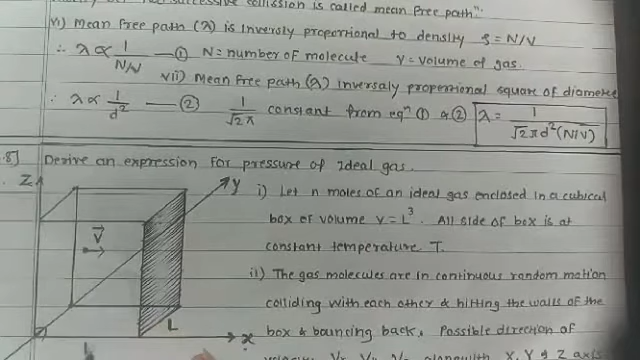 successive collision is called mean free path".
vi) Mean free path (λ) is inversly proportional to density ρ = N/V
∴ λ ∝ 1/N/V — ① N = number of molecule V = volume of gas.
vii) Mean free path (λ) inversaly proportional square of diameter
∴ λ ∝ 1/d² — ② 1/√2π constant from eqⁿ ① & ② λ = 1/√2πd²(N/V)
.8] Derive an expression for pressure of Ideal gas.
Z Y i) Let n moles of an ideal gas enclosed in a cubical
box of volume V = L³. All side of box is at
V⃗ constant temperature T.
ii) The gas molecules are in continuous random motion
colliding with each other & hitting the walls of the
L box & bouncing back. Possible direction of
x
X, Y & Z axis